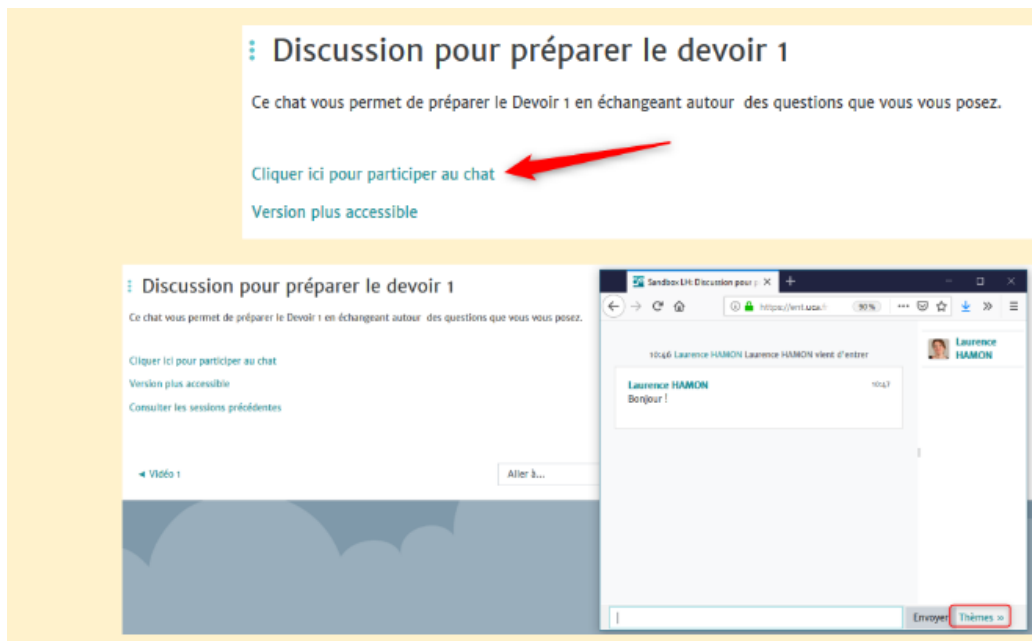 Discussion pour préparer le devoir 1
Ce chat vous permet de préparer le Devoir 1 en échangeant autour des questions que vous vous posez.
Cliquer ici pour participer au chat
Version plus accessible
Discussion pour préparer le devoir 1
Ce chat vous permet de préparer le Devoir 1 en échangeant autour des questions que vous vous posez.
Cliquer ici pour participer au chat
Version plus accessible
Consulter les sessions précédentes
◄ Vidéo 1
Aller à...
Sandbox LH: Discussion pour
https://ent.uca.
90%
10:46 Laurence HAMON Laurence HAMON vient d'entrer
Laurence HAMON 10:47
Bonjour !
Laurence
HAMON
Envoyer Thèmes »